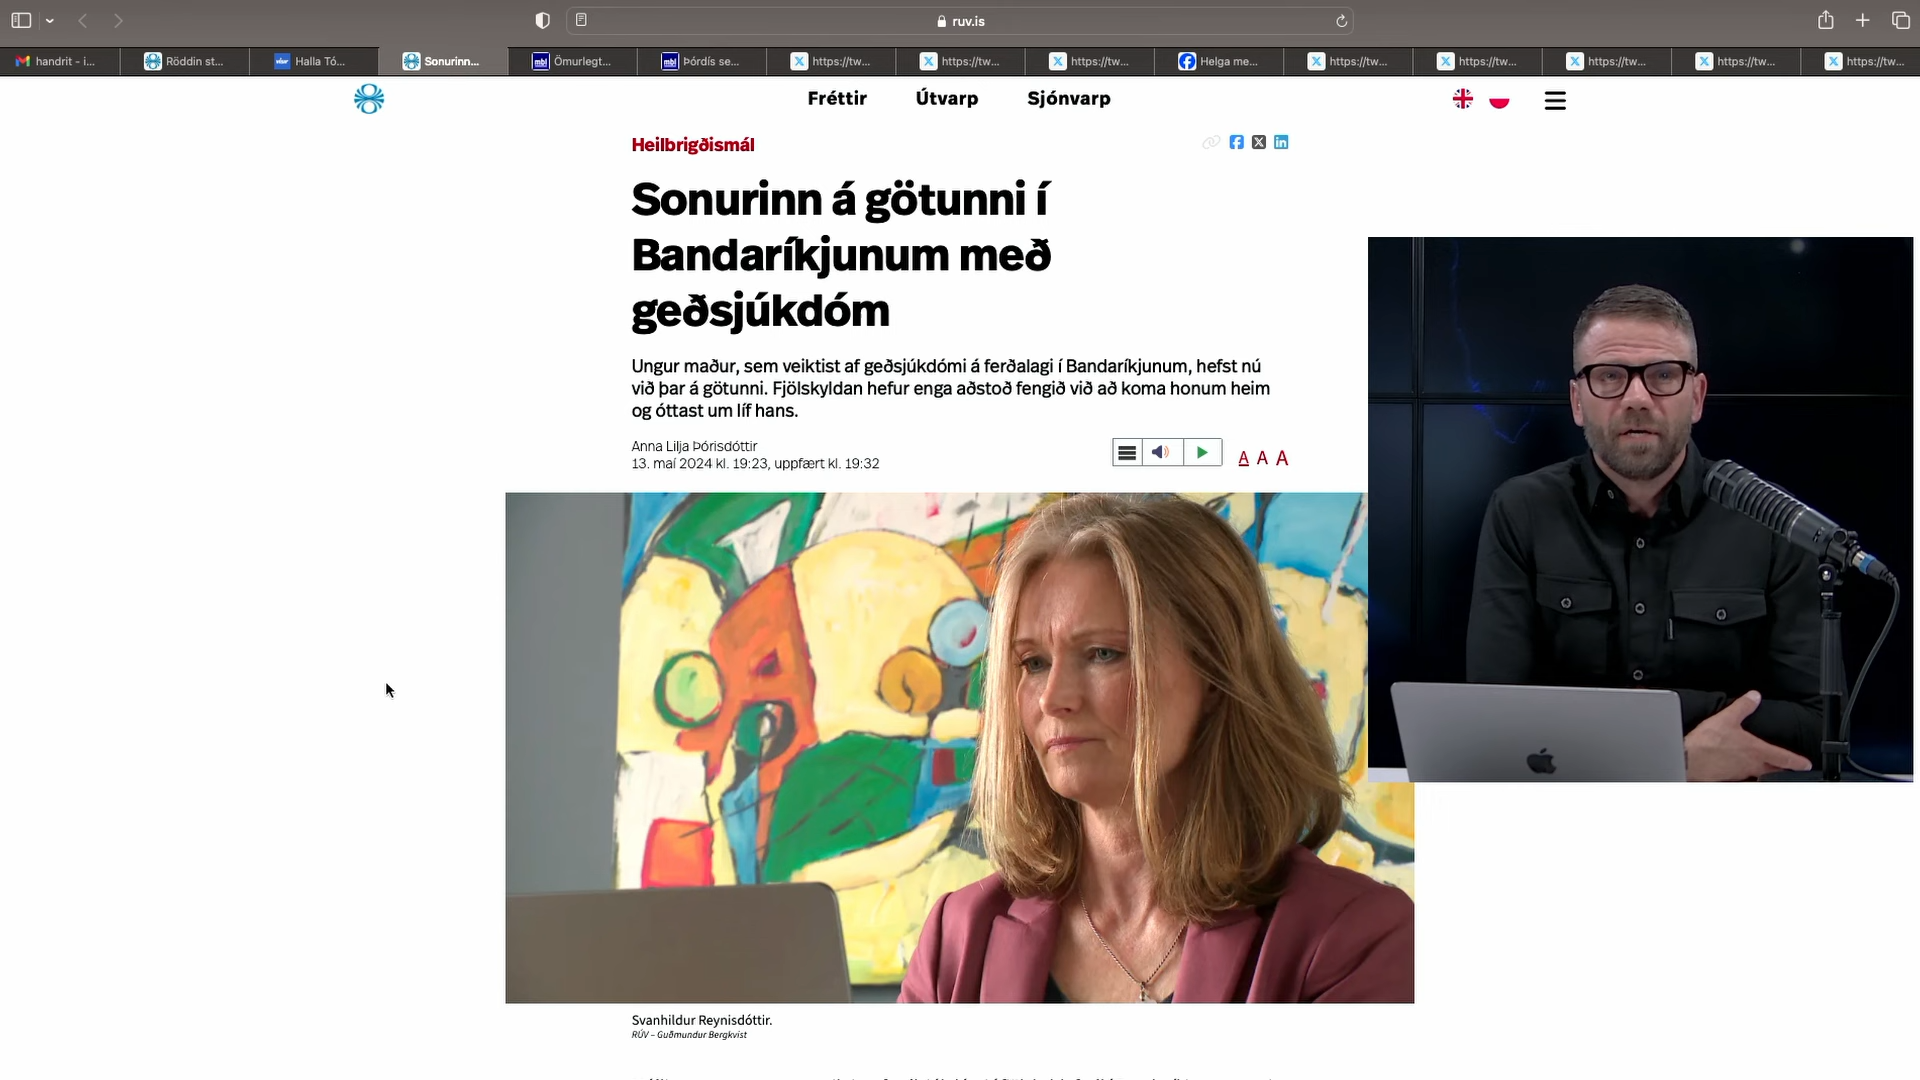 ruv.is
handrit - i...
Röddin st...
Halla Tó...
Sonurinn...
Ömurlegt...
Þórdís se...
https://tw...
https://tw...
https://tw...
Helga me...
https://tw...
https://tw...
https://tw...
https://tw...
https://tw...
Fréttir
Útvarp
Sjónvarp
Heilbrigðismál
Sonurinn á götunni í
Bandaríkjunum með
geðsjúkdóm
Ungur maður, sem veiktist af geðsjúkdómi á ferðalagi í Bandaríkjunum, hefst nú
við þar á götunni. Fjölskyldan hefur enga aðstoð fengið við að koma honum heim
og óttast um líf hans.
Anna Lilja Þórisdóttir
13. maí 2024 kl. 19:23, uppfært kl. 19:32
A A A
Svanhildur Reynisdóttir.
RÚV – Guðmundur Bergkvist